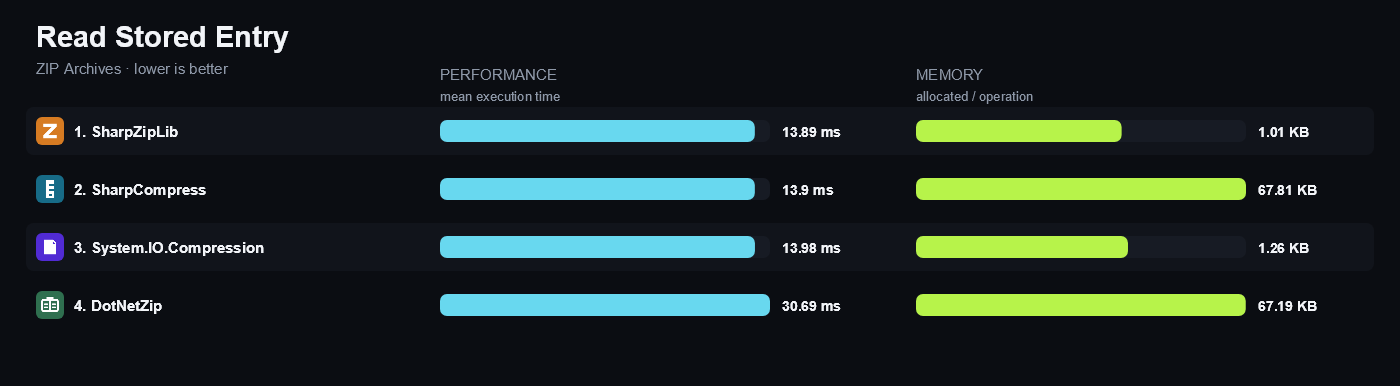 Read Stored Entry
ZIP Archives · lower is better
PERFORMANCE
mean execution time
MEMORY
allocated / operation
1. SharpZipLib 13.89 ms 1.01 KB
2. SharpCompress 13.9 ms 67.81 KB
3. System.IO.Compression 13.98 ms 1.26 KB
4. DotNetZip 30.69 ms 67.19 KB